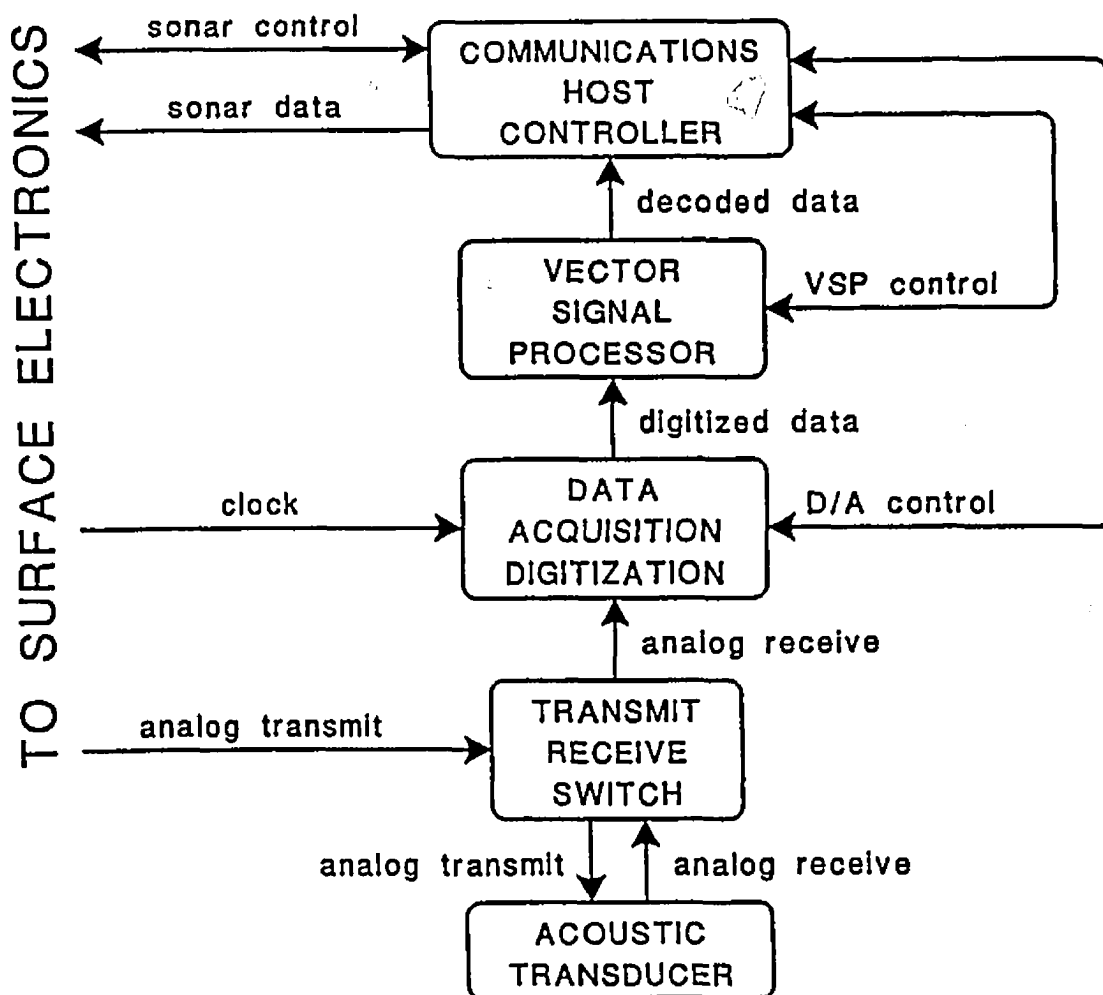 TO SURFACE ELECTRONICS
sonar control
COMMUNICATIONS
HOST
CONTROLLER
sonar data
decoded data
VECTOR
SIGNAL
PROCESSOR
VSP control
digitized data
clock
DATA
ACQUISITION
DIGITIZATION
D/A control
analog receive
analog transmit
TRANSMIT
RECEIVE
SWITCH
analog transmit
analog receive
ACOUSTIC
TRANSDUCER